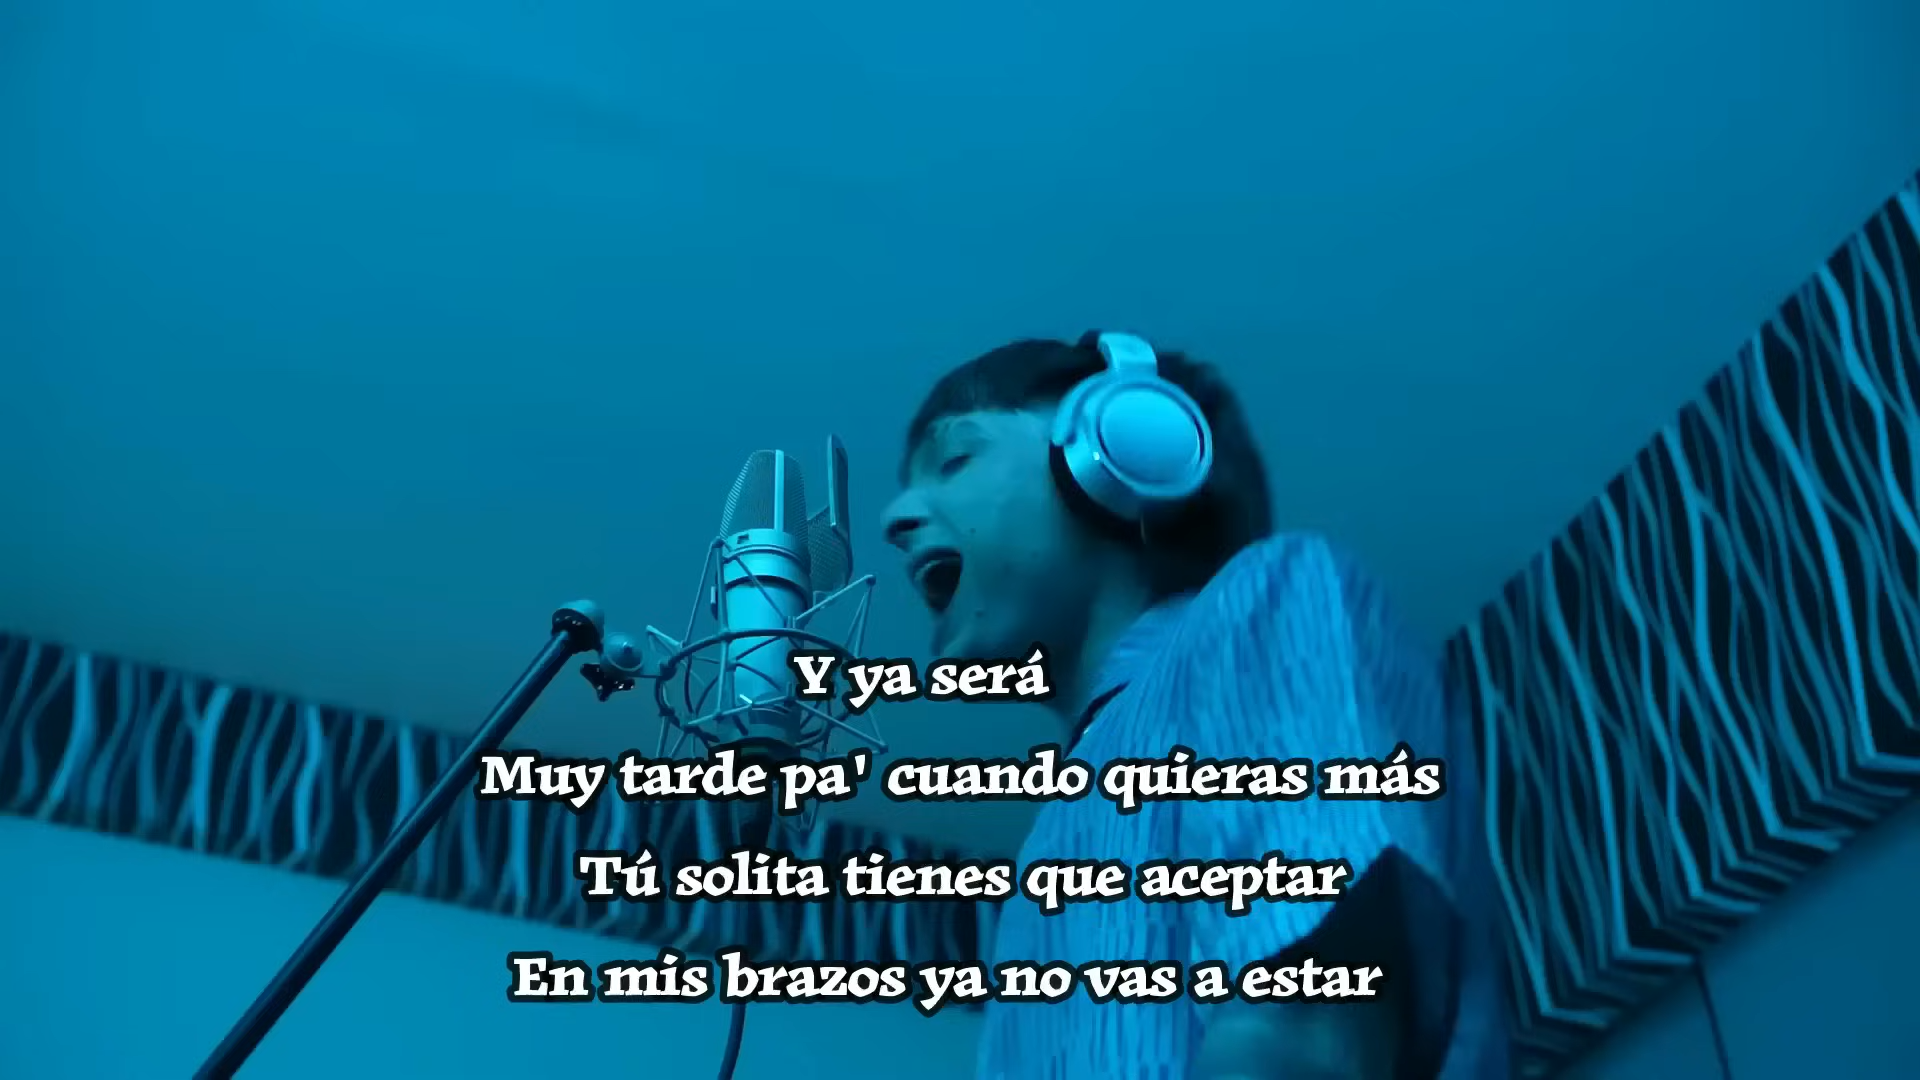 Y ya será
Muy tarde pa' cuando quieras más
Tú solita tienes que aceptar
En mis brazos ya no vas a estar